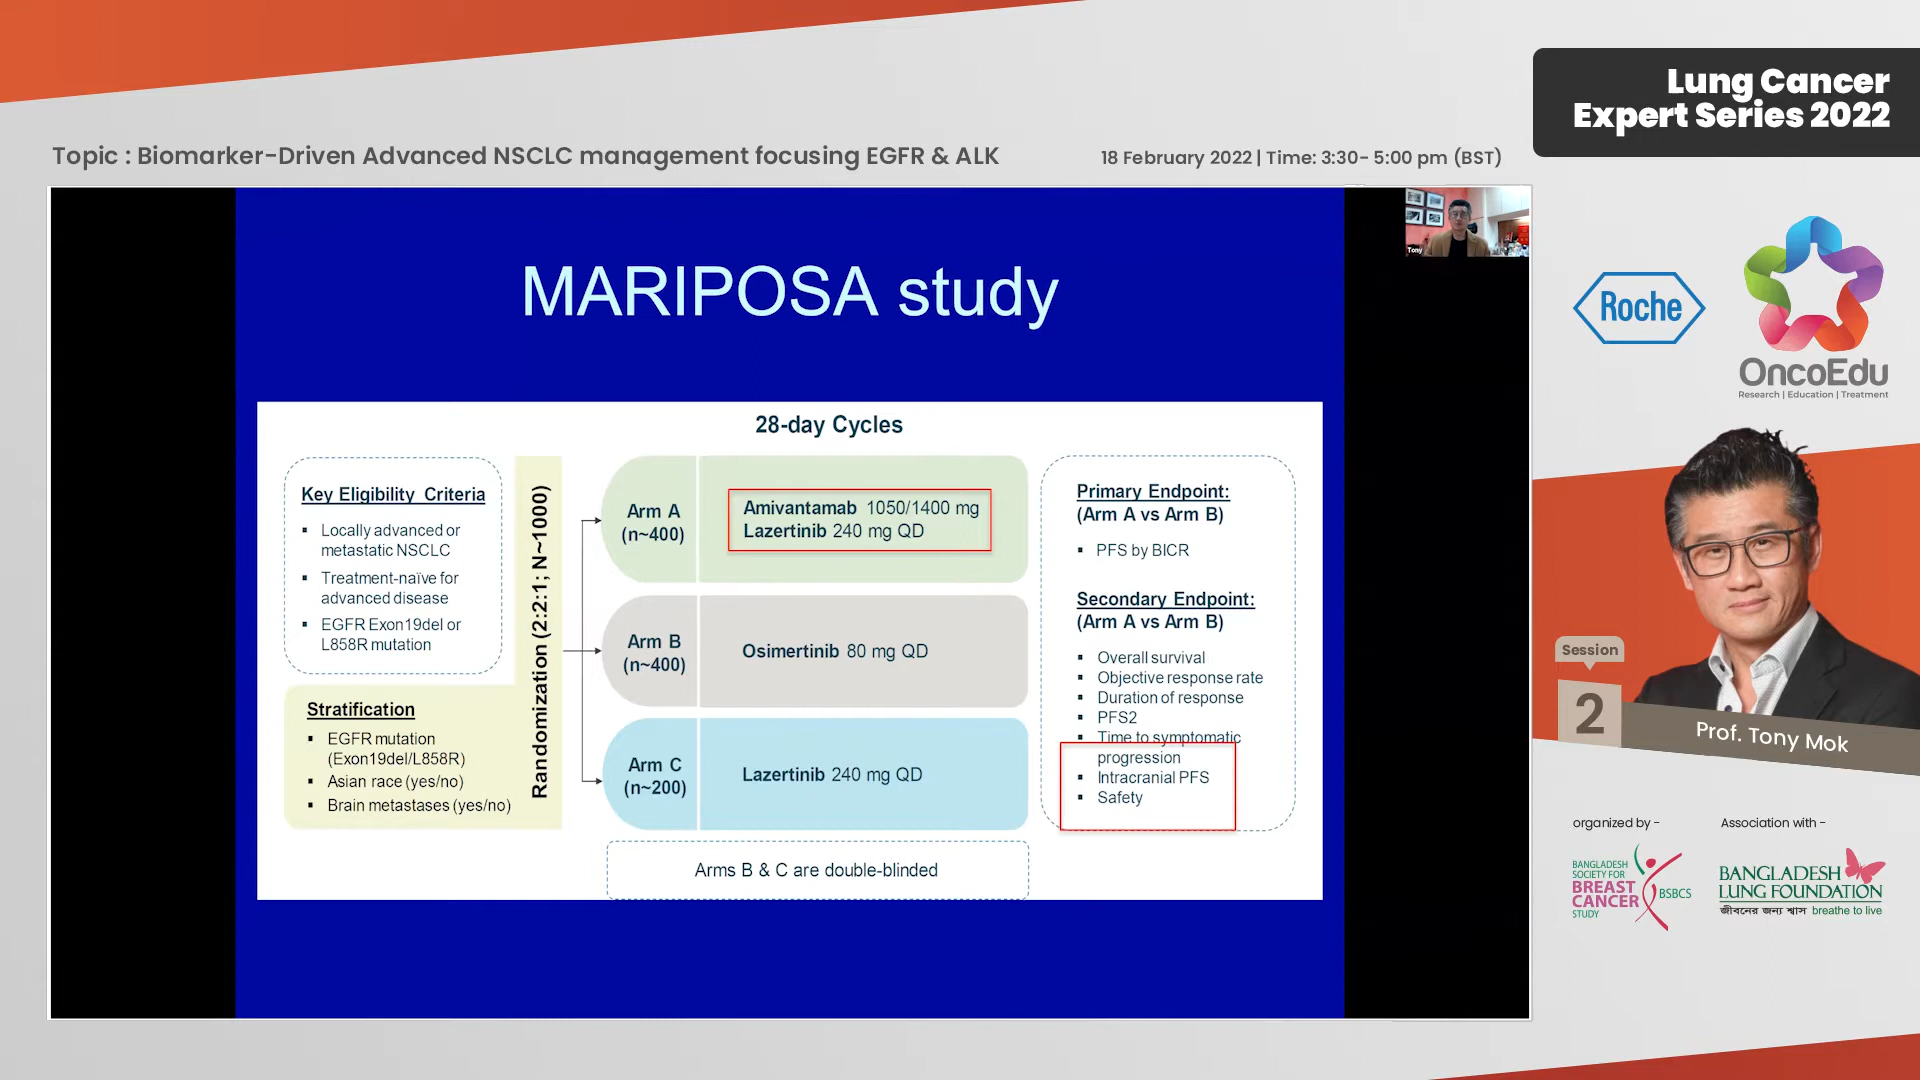 Lung Cancer
Expert Series 2022
Topic : Biomarker-Driven Advanced NSCLC management focusing EGFR & ALK
18 February 2022 | Time: 3:30- 5:00 pm (BST)
Tony
MARIPOSA study
28-day Cycles
Key Eligibility Criteria
▪ Locally advanced or
metastatic NSCLC
▪ Treatment-naïve for
advanced disease
▪ EGFR Exon19del or
L858R mutation
Stratification
▪ EGFR mutation
(Exon19del/L858R)
▪ Asian race (yes/no)
▪ Brain metastases (yes/no)
Randomization (2:2:1; N~1000)
Arm A
(n~400)
Amivantamab 1050/1400 mg
Lazertinib 240 mg QD
Arm B
(n~400)
Osimertinib 80 mg QD
Arm C
(n~200)
Lazertinib 240 mg QD
Arms B & C are double-blinded
Primary Endpoint:
(Arm A vs Arm B)
▪ PFS by BICR
Secondary Endpoint:
(Arm A vs Arm B)
▪ Overall survival
▪ Objective response rate
▪ Duration of response
▪ PFS2
▪ Time to symptomatic
progression
▪ Intracranial PFS
▪ Safety
Roche
OncoEdu
Research | Education | Treatment
Session
2
Prof. Tony Mok
organized by -
BANGLADESH
SOCIETY FOR
BREAST
CANCER
STUDY
BSBCS
Association with -
BANGLADESH
LUNG FOUNDATION
জীবনের জন্য শ্বাস breathe to live